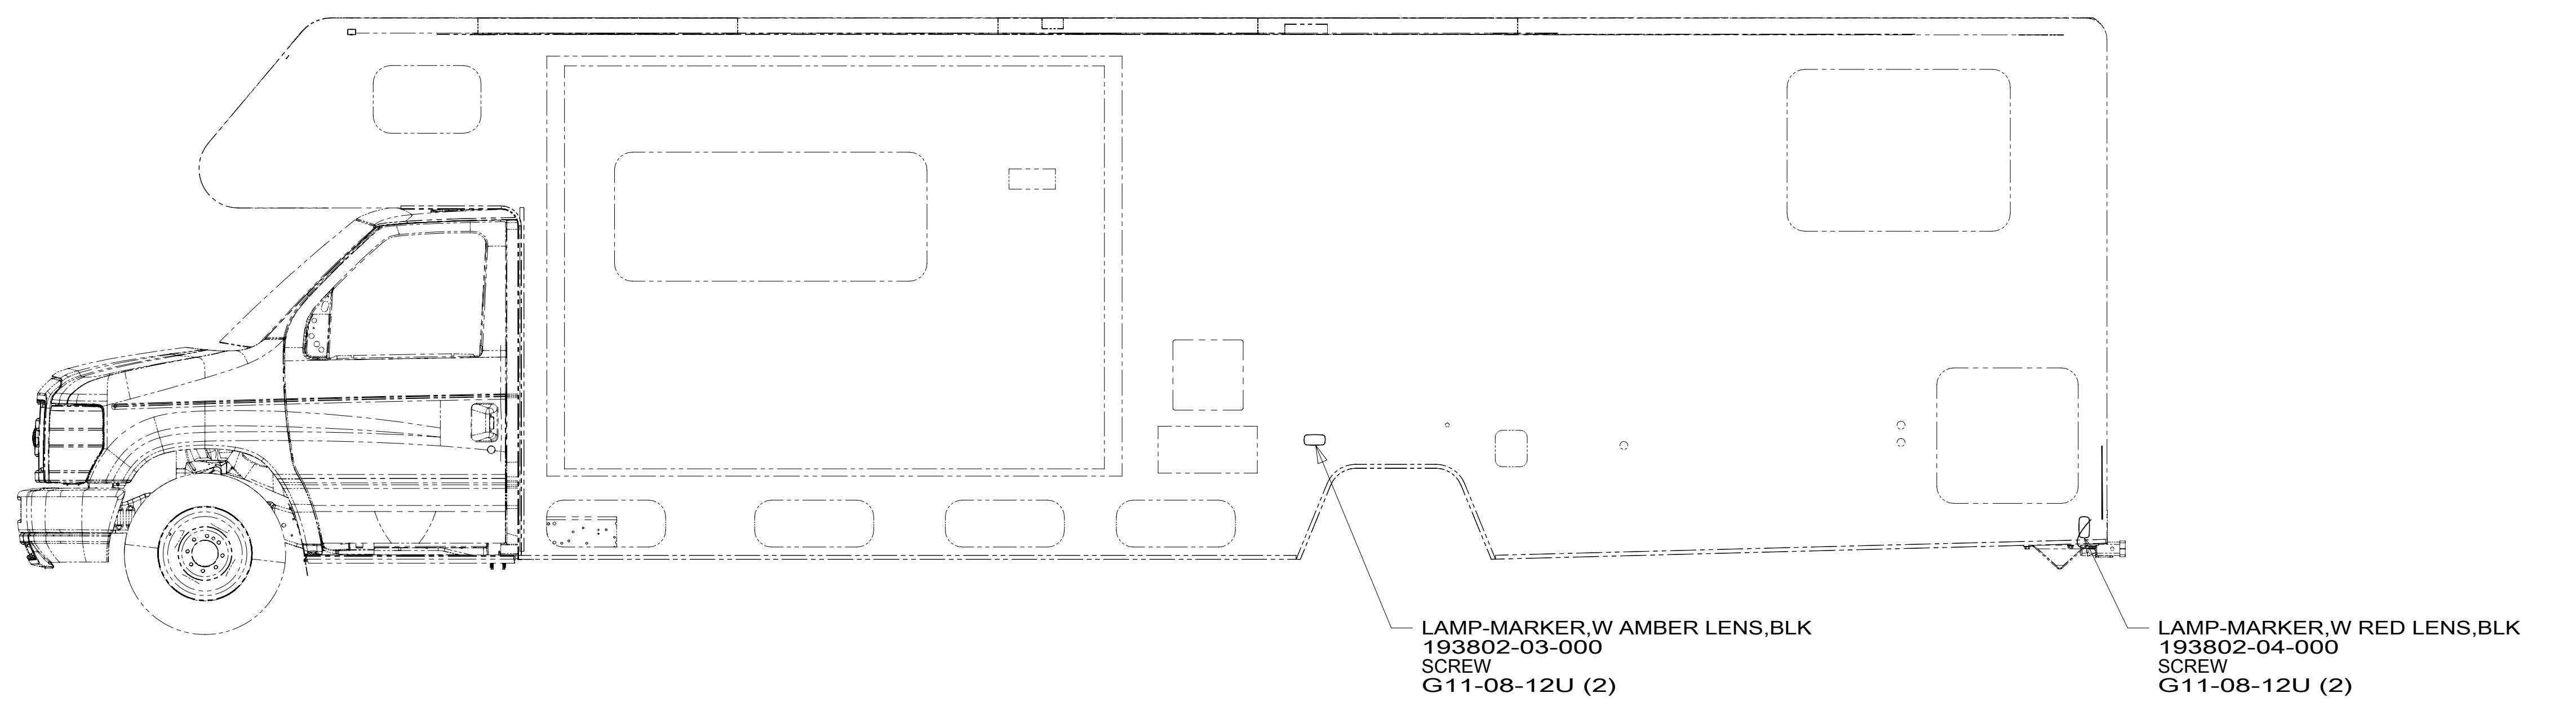 LAMP-MARKER,W AMBER LENS,BLK
193802-03-000
SCREW
G11-08-12U (2)
LAMP-MARKER,W RED LENS,BLK
193802-04-000
SCREW
G11-08-12U (2)